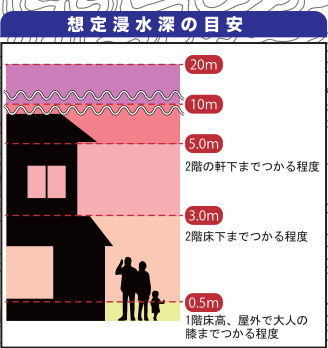 想定浸水深の目安
20m
10m
5.0m
2階の軒下までつかる程度
3.0m
2階床下までつかる程度
0.5m
1階床高、屋外で大人の
膝までつかる程度